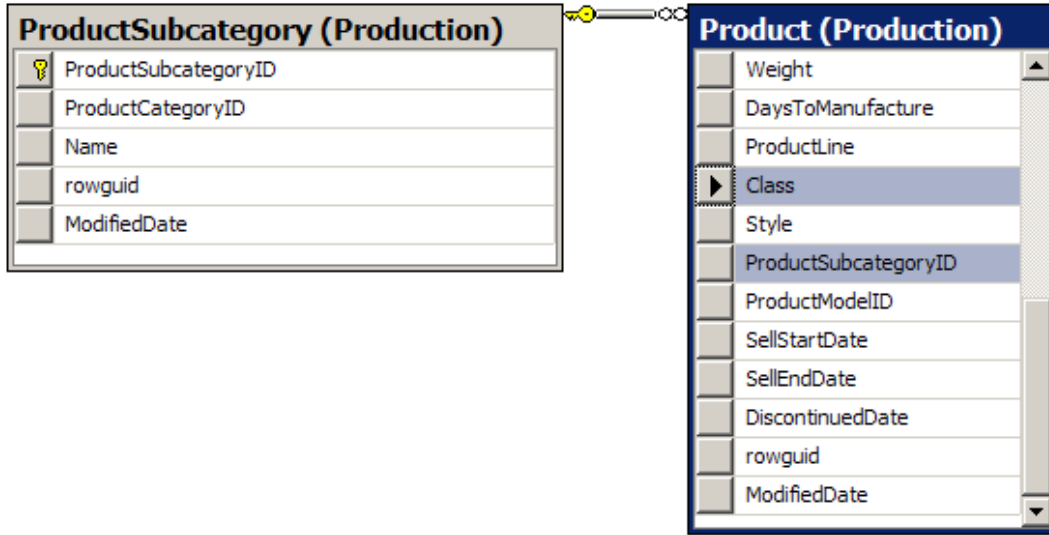 ProductSubcategory (Production)
ProductSubcategoryID
ProductCategoryID
Name
rowguid
ModifiedDate
Product (Production)
Weight
DaysToManufacture
ProductLine
Class
Style
ProductSubcategoryID
ProductModelID
SellStartDate
SellEndDate
DiscontinuedDate
rowguid
ModifiedDate